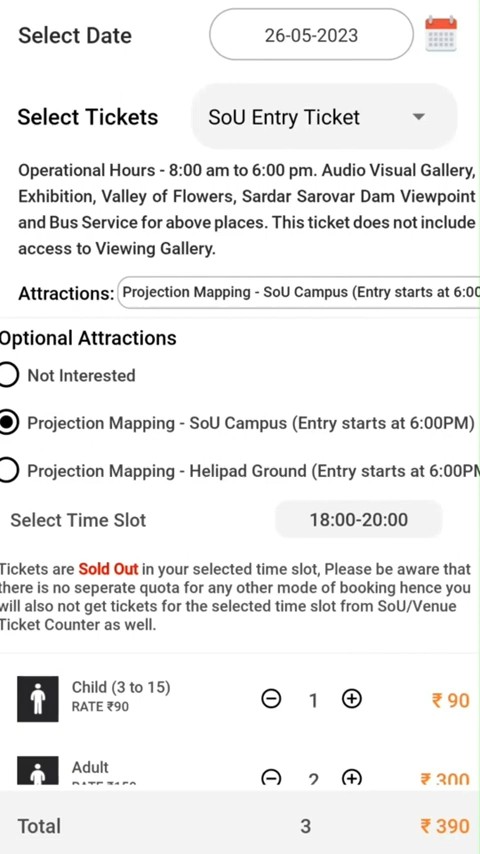 Select Date
26-05-2023
Select Tickets
SoU Entry Ticket
Operational Hours - 8:00 am to 6:00 pm. Audio Visual Gallery,
Exhibition, Valley of Flowers, Sardar Sarovar Dam Viewpoint
and Bus Service for above places. This ticket does not include
access to Viewing Gallery.
Attractions: Projection Mapping - SoU Campus (Entry starts at 6:00
Optional Attractions
Not Interested
Projection Mapping - SoU Campus (Entry starts at 6:00PM)
Projection Mapping - Helipad Ground (Entry starts at 6:00PM
Select Time Slot
18:00-20:00
Tickets are Sold Out in your selected time slot, Please be aware that
there is no seperate quota for any other mode of booking hence you
will also not get tickets for the selected time slot from SoU/Venue
Ticket Counter as well.
Child (3 to 15)
RATE ₹90
1
₹ 90
Adult
RATE ₹150
2
₹ 300
Total
3
₹ 390